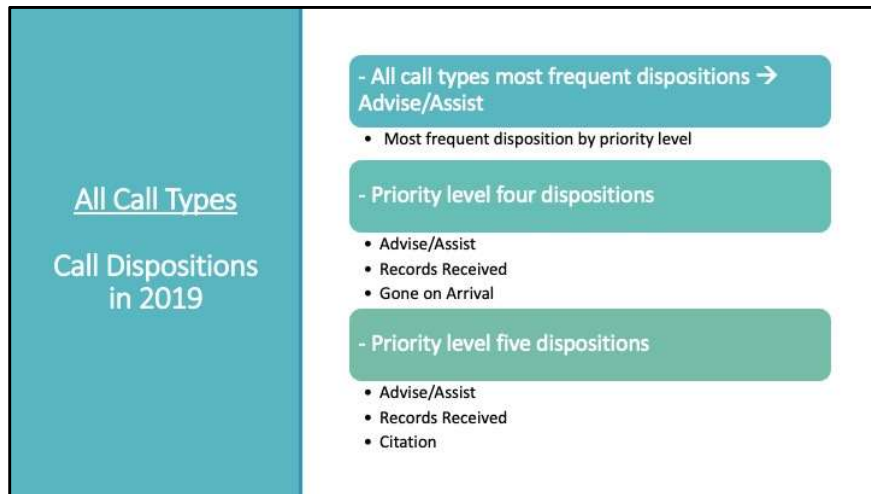 All Call Types
Call Dispositions
in 2019
- All call types most frequent dispositions →
Advise/Assist
• Most frequent disposition by priority level
- Priority level four dispositions
• Advise/Assist
• Records Received
• Gone on Arrival
- Priority level five dispositions
• Advise/Assist
• Records Received
• Citation